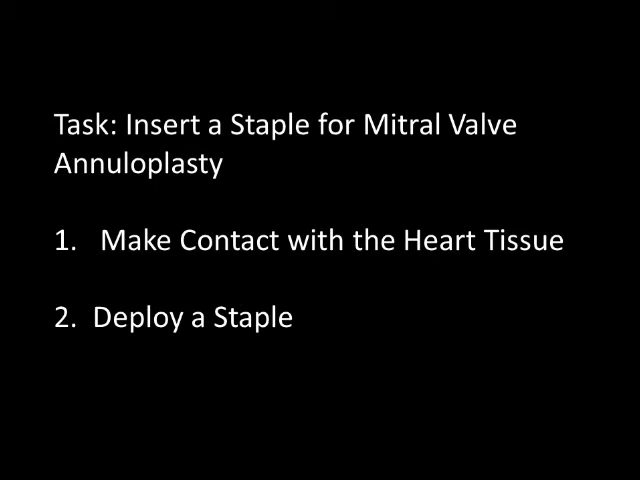 Task: Insert a Staple for Mitral Valve
Annuloplasty
1. Make Contact with the Heart Tissue
2. Deploy a Staple